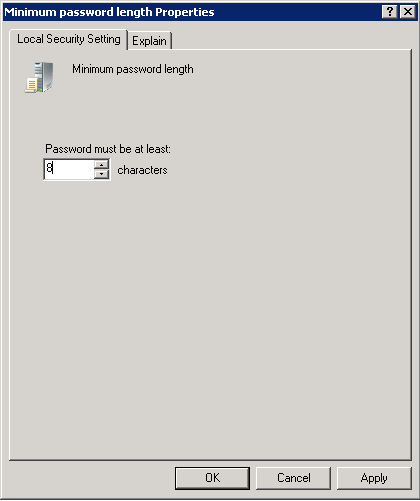 Minimum password length Properties
Local Security Setting
Explain
Minimum password length
Password must be at least:
8
characters
OK
Cancel
Apply